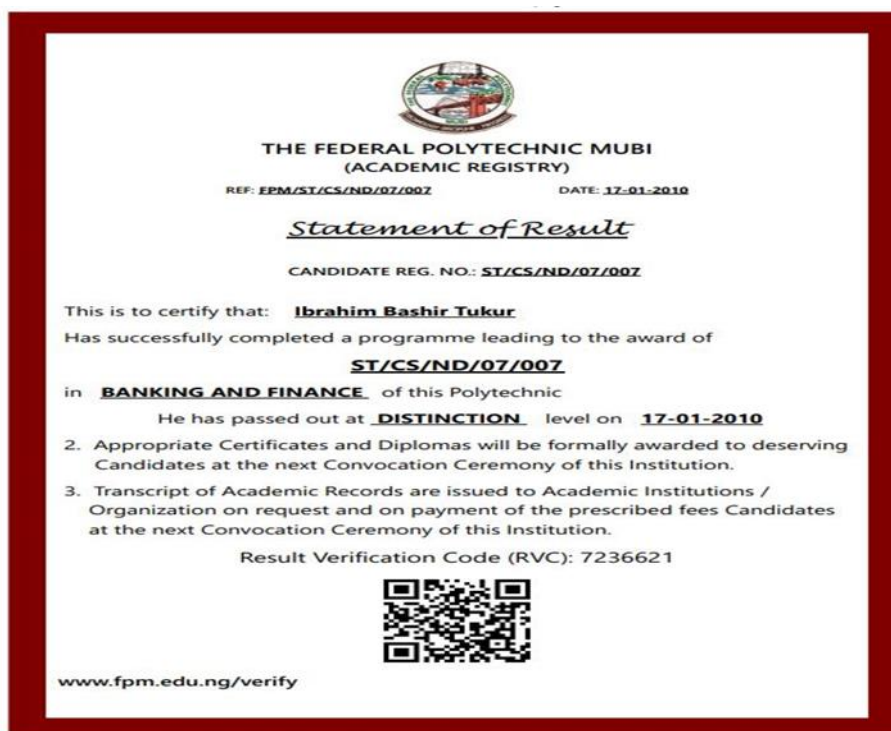 THE FEDERAL POLYTECHNIC MUBI
(ACADEMIC REGISTRY)
REF: FPM/ST/CS/ND/07/007 DATE: 17-01-2010
Statement of Result
CANDIDATE REG. NO.: ST/CS/ND/07/007
This is to certify that: Ibrahim Bashir Tukur
Has successfully completed a programme leading to the award of
ST/CS/ND/07/007
in BANKING AND FINANCE of this Polytechnic
He has passed out at DISTINCTION level on 17-01-2010
2. Appropriate Certificates and Diplomas will be formally awarded to deserving
Candidates at the next Convocation Ceremony of this Institution.
3. Transcript of Academic Records are issued to Academic Institutions /
Organization on request and on payment of the prescribed fees Candidates
at the next Convocation Ceremony of this Institution.
Result Verification Code (RVC): 7236621
www.fpm.edu.ng/verify